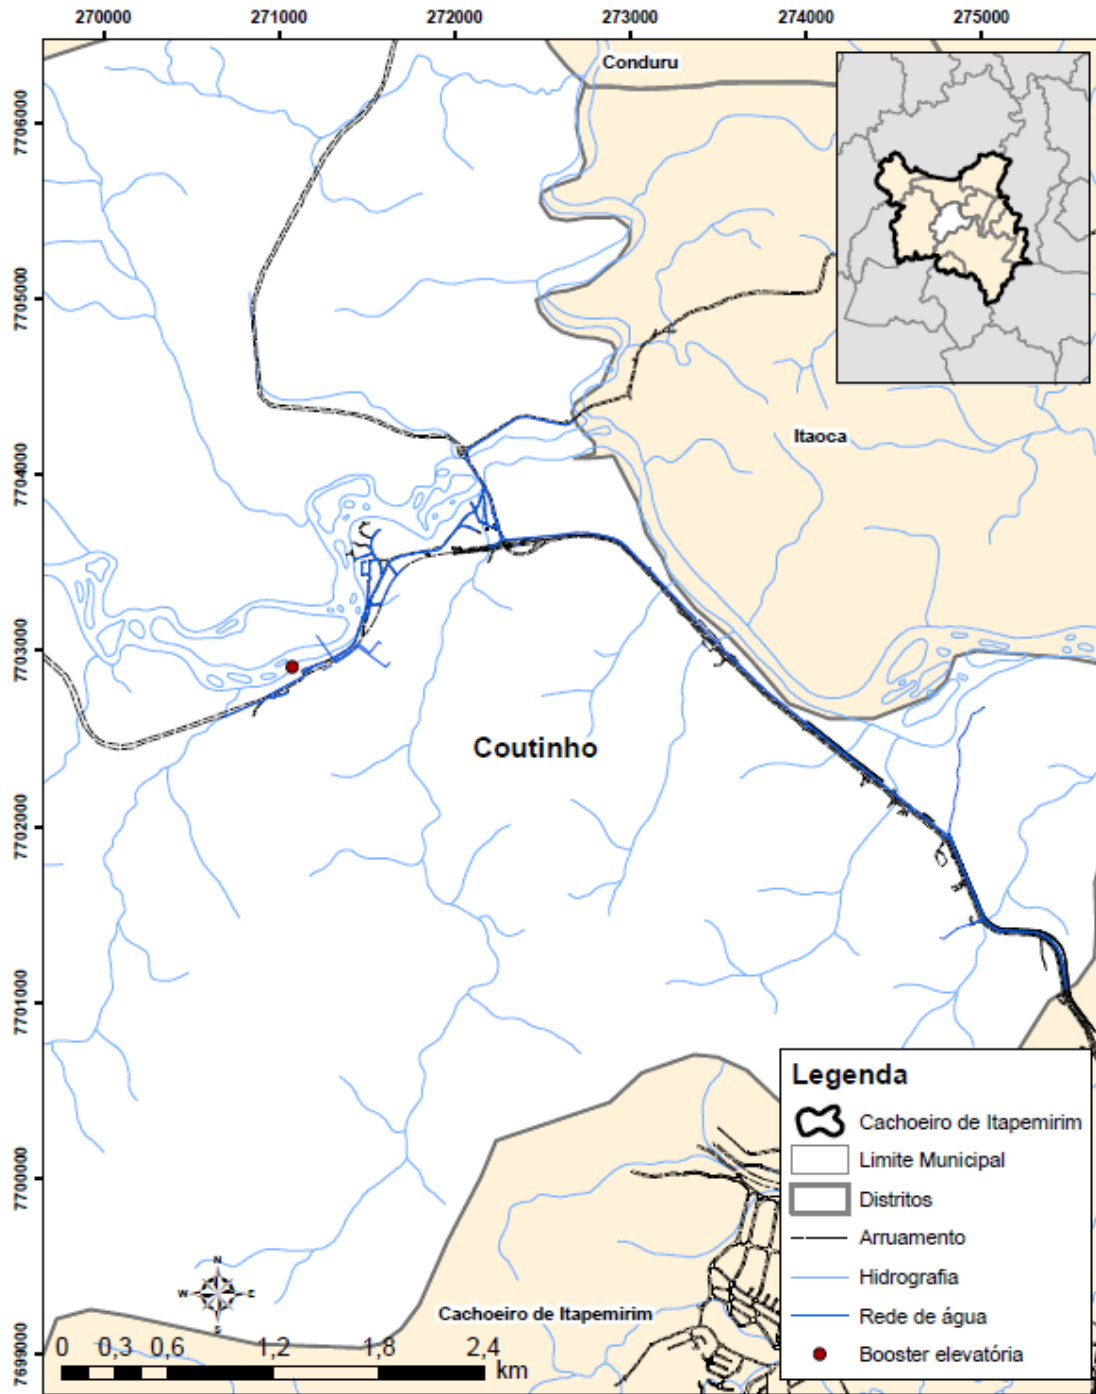 270000 271000 272000 273000 274000 275000
Conduru
7706000
7705000
Itaoca
7704000
7703000
Coutinho
7702000
7701000
Legenda
Cachoeiro de Itapemirim
Limite Municipal
7700000
Distritos
Arruamento
N
Hidrografia
W E
S
Cachoeiro de Itapemirim
Rede de água
7699000
0 0,3 0,6 1,2 1,8 2,4
km
Booster elevatória